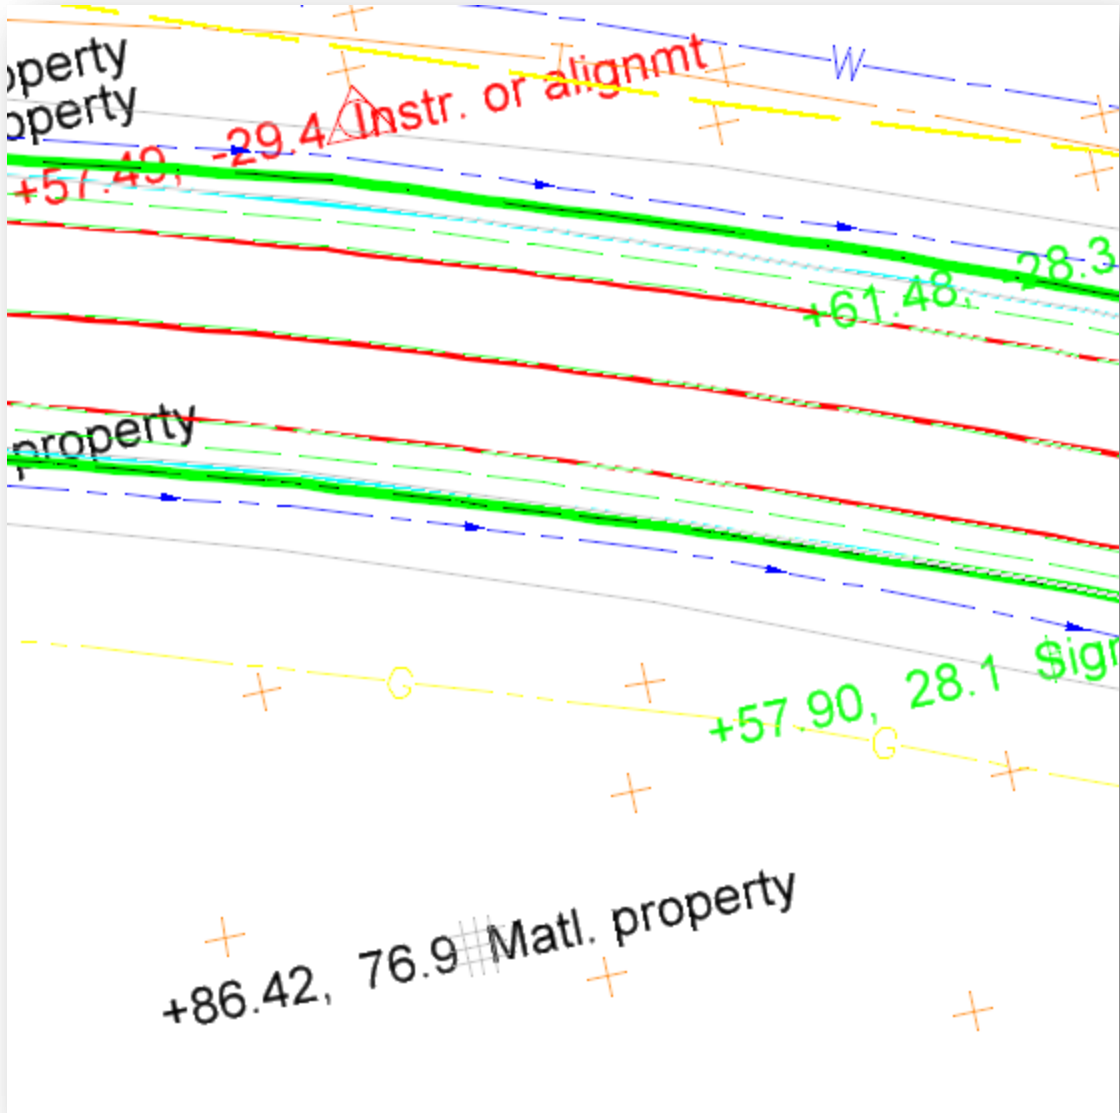 W
operty
operty
+57.49, -29.4 Instr. or alignmt
+61.48, -28.3
property
G
+57.90, 28.1 Sign
G
+86.42, 76.9 Matl. property